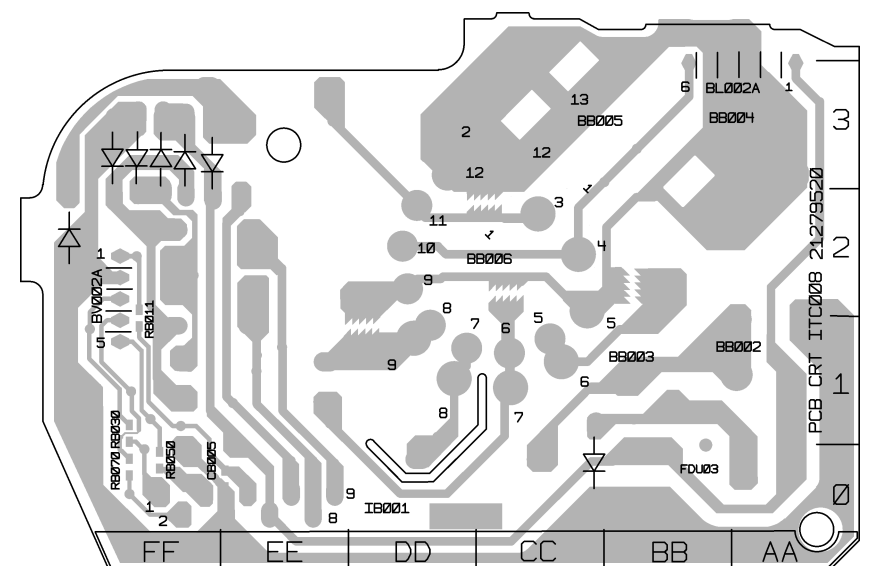 6 BL002A 1
13
BB005
BB004
3
2
12
12
1
3
11
PCB CRT ITC008 21279520
1
4
10
BB006
2
1
BV002A
9
RB011
8
7
6
5
5
5
BB003
BB002
9
6
1
8
7
RB030
RB070
RB050
CB005
FDU03
1
2
9
8
IB001
0
FF EE DD CC BB AA